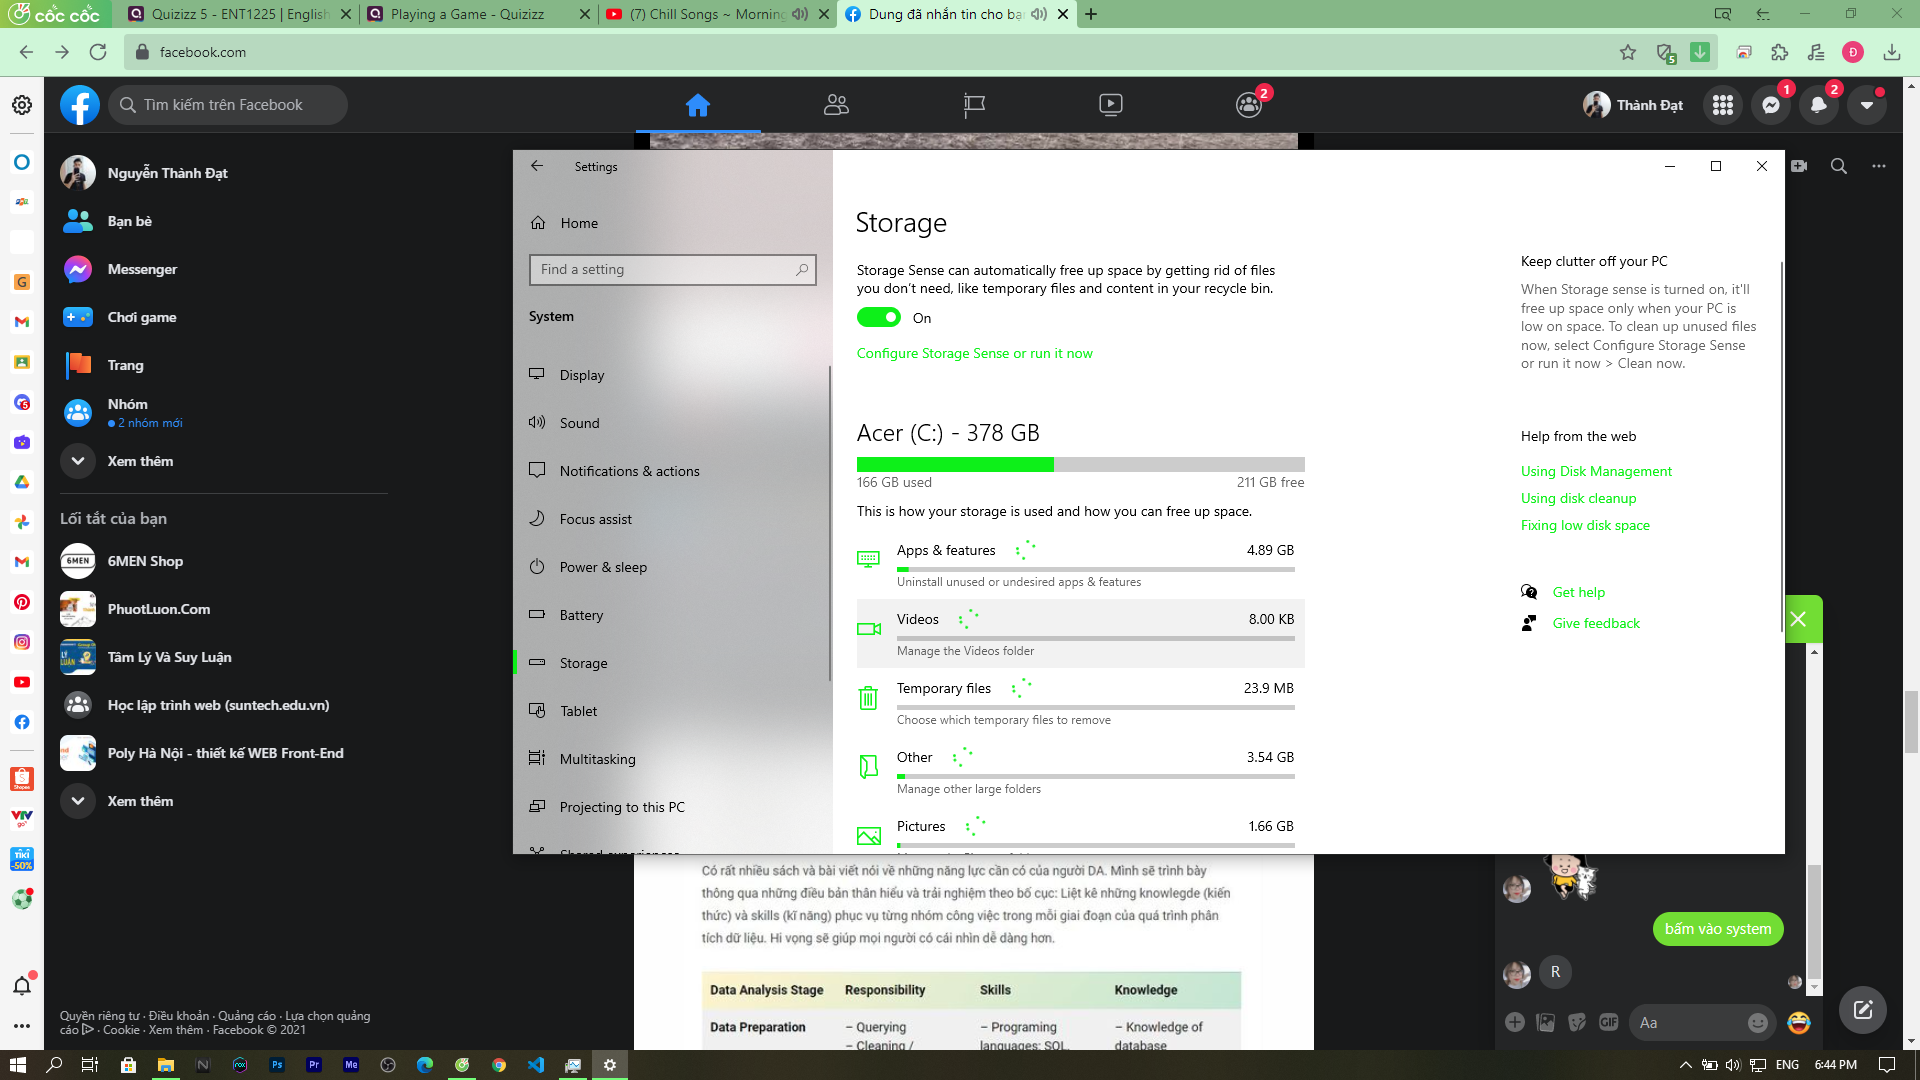 cốc cốc
Quizizz 5 - ENT1225 | English
Playing a Game - Quizizz
(7) Chill Songs ~ Morning
Dung đã nhắn tin cho bạn
facebook.com
5
Đ
Tìm kiếm trên Facebook
2
Thành Đạt
1
2
Nguyễn Thành Đạt
Bạn bè
Messenger
Chơi game
Trang
Nhóm
2 nhóm mới
Xem thêm
Lối tắt của bạn
6MEN
6MEN Shop
PhuotLuon.Com
Tâm Lý Và Suy Luận
Học lập trình web (suntech.edu.vn)
Poly Hà Nội - thiết kế WEB Front-End
Xem thêm
Quyền riêng tư · Điều khoản · Quảng cáo · Lựa chọn quảng
cáo · Cookie · Xem thêm · Facebook © 2021
Settings
Home
Find a setting
System
Display
Sound
Notifications & actions
Focus assist
Power & sleep
Battery
Storage
Tablet
Multitasking
Projecting to this PC
Shared experiences
Storage
Storage Sense can automatically free up space by getting rid of files
you don't need, like temporary files and content in your recycle bin.
On
Configure Storage Sense or run it now
Acer (C:) - 378 GB
166 GB used
211 GB free
This is how your storage is used and how you can free up space.
Apps & features
4.89 GB
Uninstall unused or undesired apps & features
Videos
8.00 KB
Manage the Videos folder
Temporary files
23.9 MB
Choose which temporary files to remove
Other
3.54 GB
Manage other large folders
Pictures
1.66 GB
Keep clutter off your PC
When Storage sense is turned on, it'll
free up space only when your PC is
low on space. To clean up unused files
now, select Configure Storage Sense
or run it now > Clean now.
Help from the web
Using Disk Management
Using disk cleanup
Fixing low disk space
Get help
Give feedback
Có rất nhiều sách và bài viết nói về những năng lực cần có của người DA. Mình sẽ trình bày
thông qua những điều bản thân hiểu và trải nghiệm theo bố cục: Liệt kê những knowlegde (kiến
thức) và skills (kĩ năng) phục vụ từng nhóm công việc trong mỗi giai đoạn của quá trình phân
tích dữ liệu. Hi vọng sẽ giúp mọi người có cái nhìn dễ dàng hơn.
Data Analysis Stage Responsibility Skills Knowledge
Data Preparation – Querying – Programing – Knowledge of
– Cleaning / languages: SQL, database
bấm vào system
R
GIF
Aa
ENG
6:44 PM